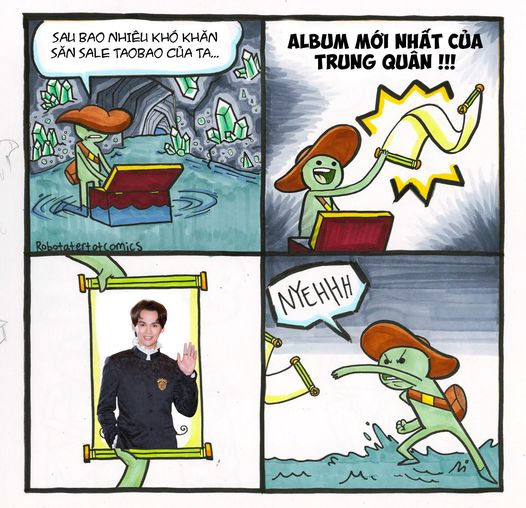 SAU BAO NHIÊU KHÓ KHĂN
SĂN SALE TAOBAO CỦA TA...
ALBUM MỚI NHẤT CỦA
TRUNG QUÂN !!!
Robotatertotcomics
NYEHHH